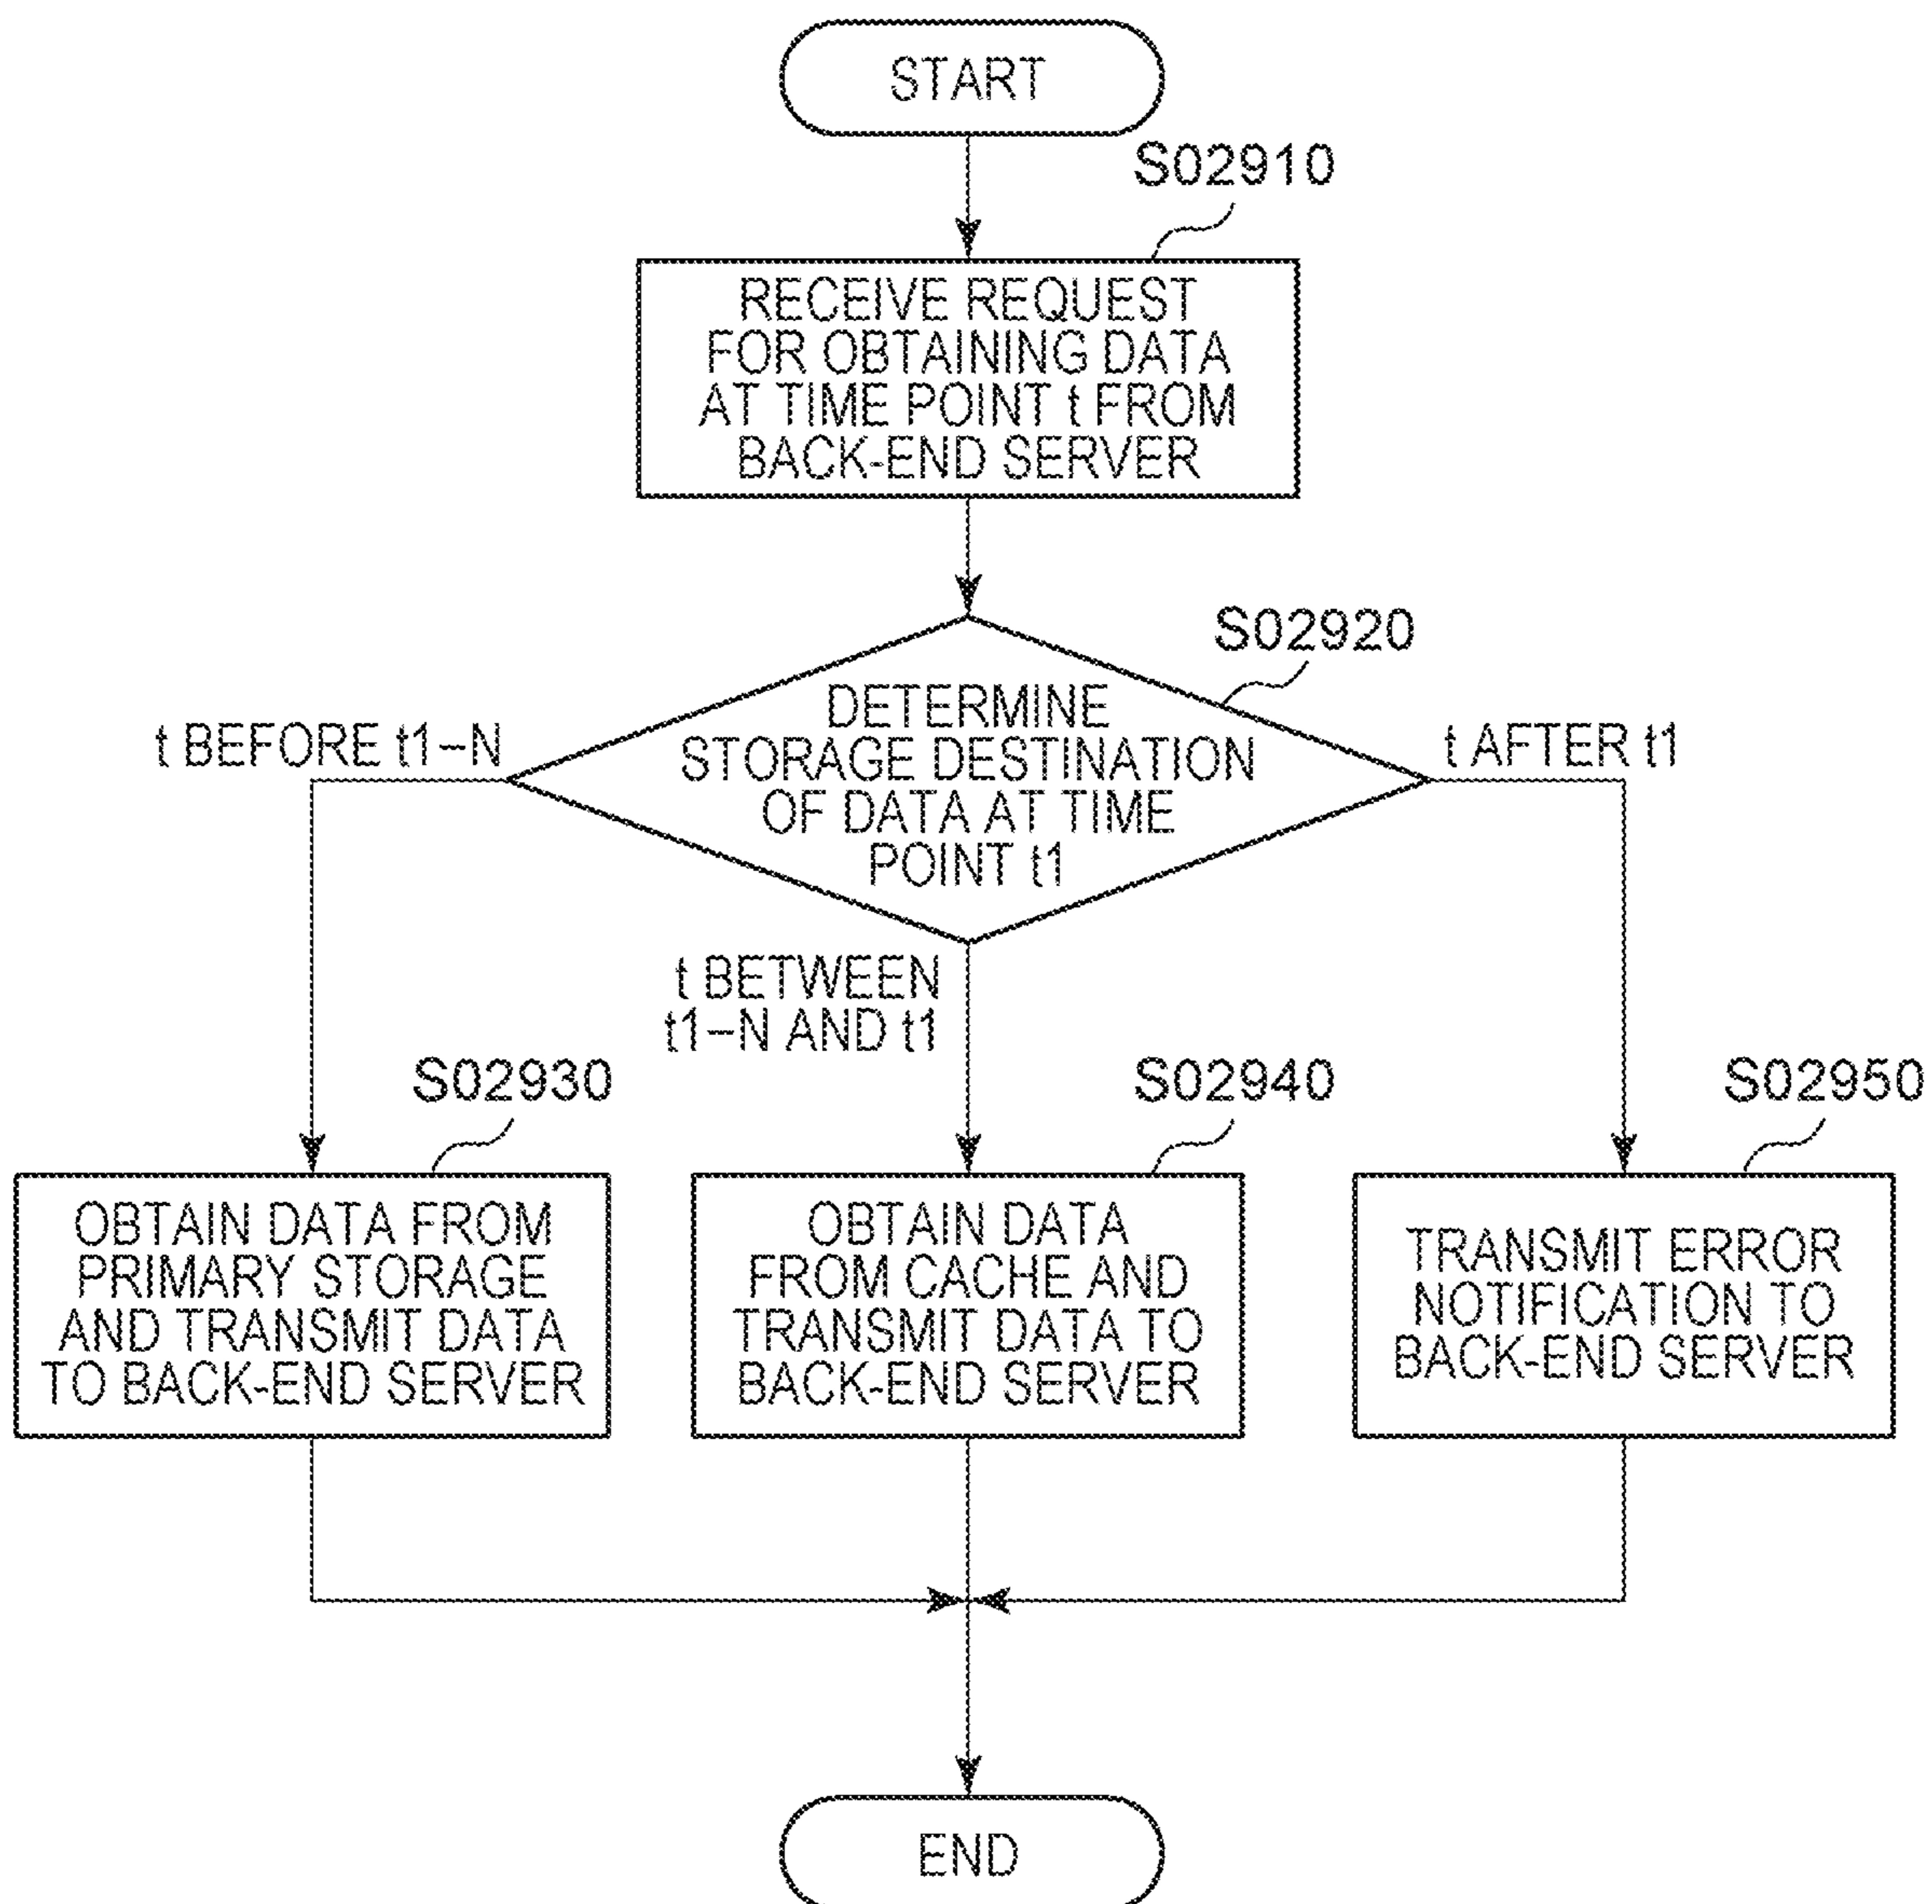 START
S02910
RECEIVE REQUEST
FOR OBTAINING DATA
AT TIME POINT t FROM
BACK-END SERVER
S02920
DETERMINE
STORAGE DESTINATION
OF DATA AT TIME
POINT t1
t BEFORE t1–N
t AFTER t1
t BETWEEN
t1–N AND t1
S02930
OBTAIN DATA FROM
PRIMARY STORAGE
AND TRANSMIT DATA
TO BACK-END SERVER
S02940
OBTAIN DATA
FROM CACHE AND
TRANSMIT DATA TO
BACK-END SERVER
S02950
TRANSMIT ERROR
NOTIFICATION TO
BACK-END SERVER
END